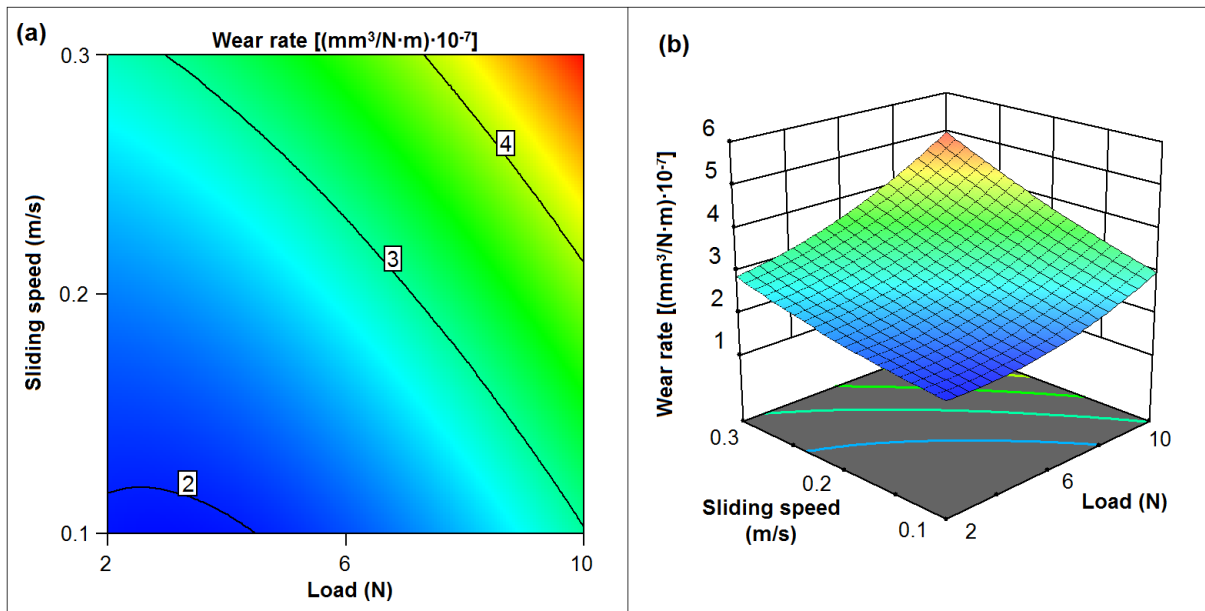 (a)
Wear rate [(mm³/N·m)·10⁻⁷]
0.3
0.2
0.1
Sliding speed (m/s)
4
3
2
2
6
10
Load (N)
(b)
6
5
4
3
2
1
Wear rate [(mm³/N·m)·10⁻⁷]
0.3
0.2
0.1
Sliding speed
(m/s)
10
6
2
Load (N)